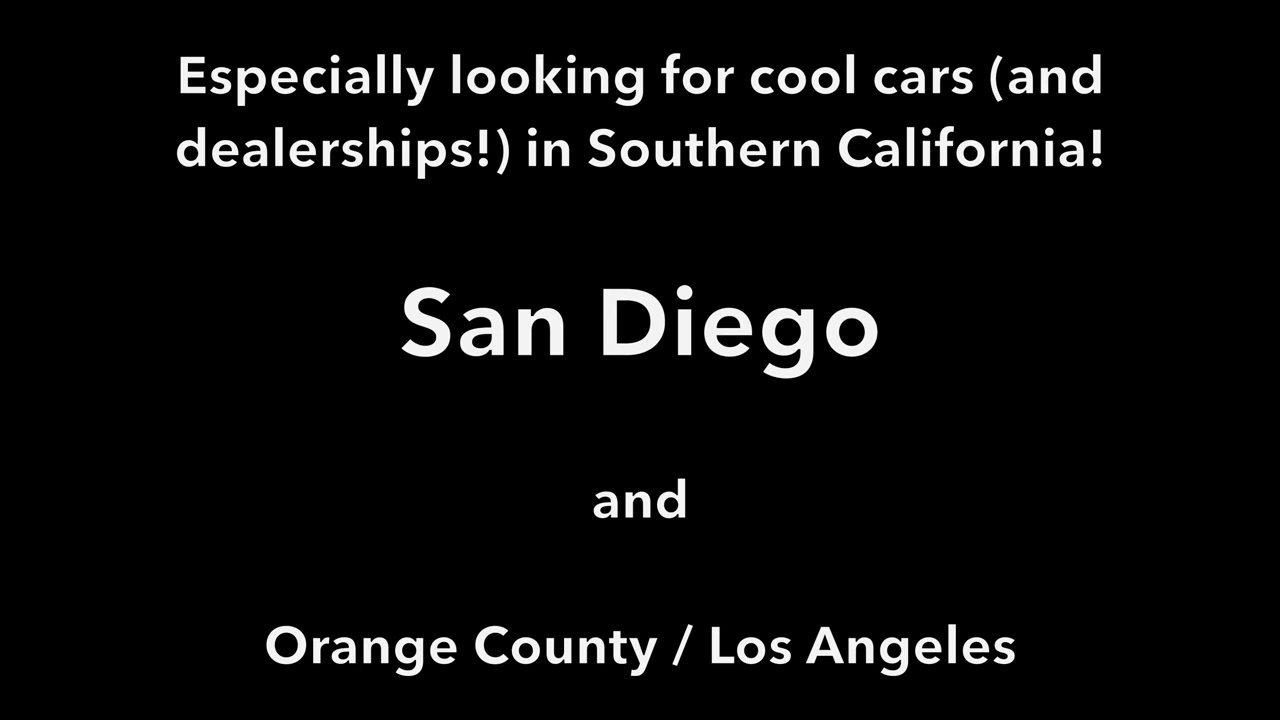 Especially looking for cool cars (and
dealerships!) in Southern California!
San Diego
and
Orange County / Los Angeles